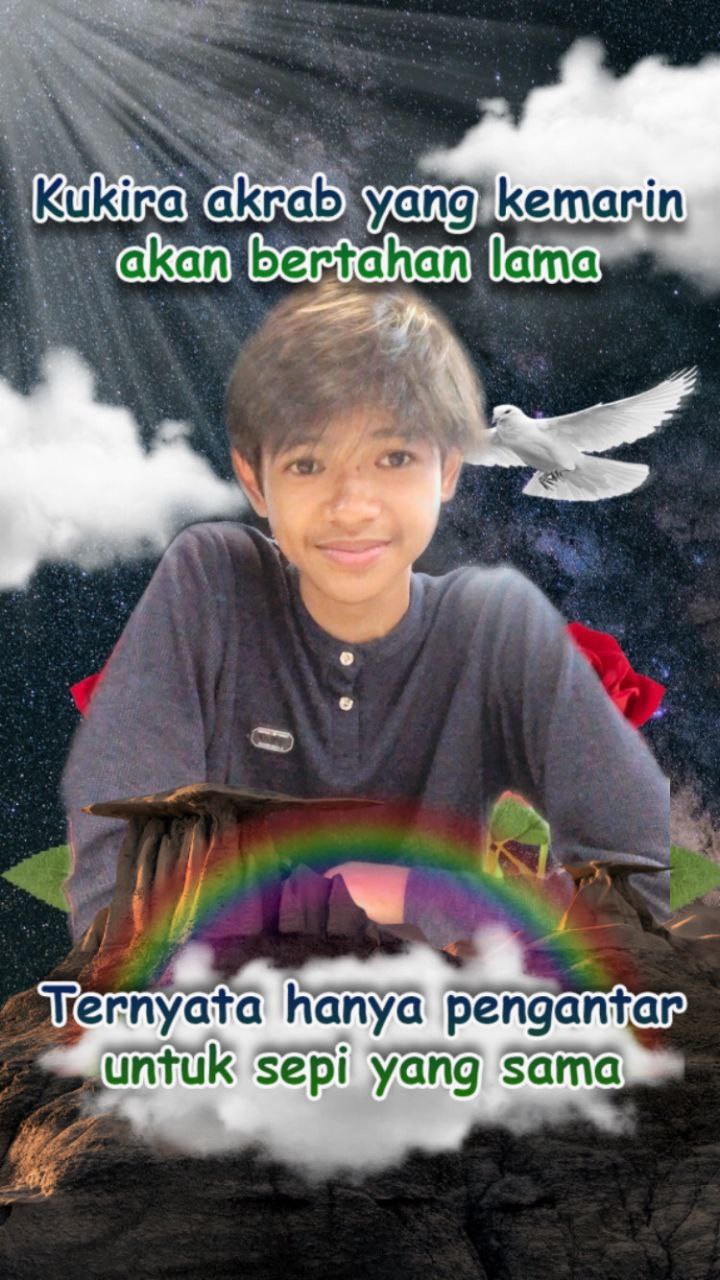 Kukira akrab yang kemarin
akan bertahan lama
Ternyata hanya pengantar
untuk sepi yang sama